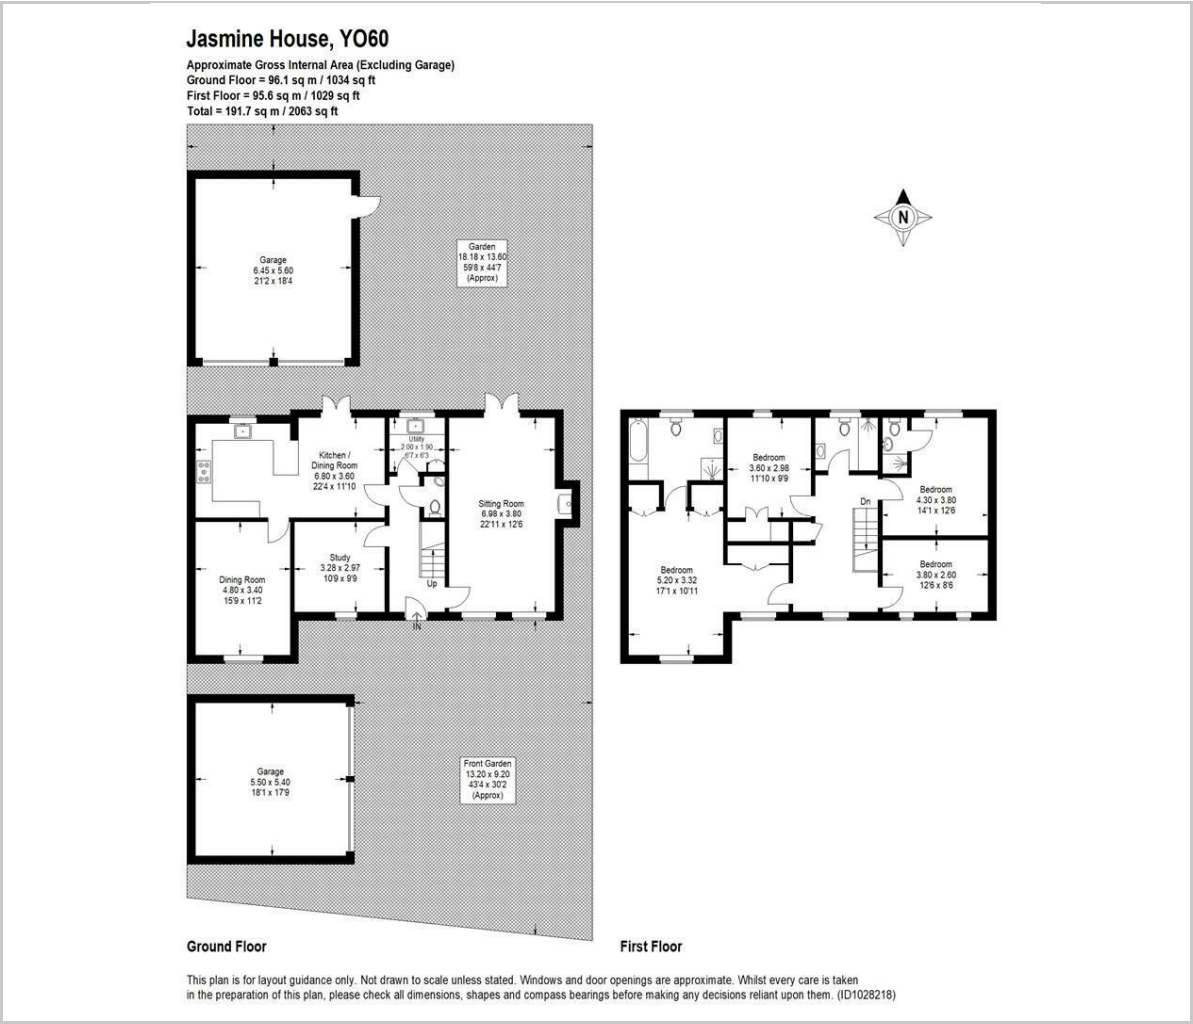 Jasmine House, YO60
Approximate Gross Internal Area (Excluding Garage)
Ground Floor = 96.1 sq m / 1034 sq ft
First Floor = 95.6 sq m / 1029 sq ft
Total = 191.7 sq m / 2063 sq ft
N
Garage
6.45 x 5.60
21'2 x 18'4
Garden
18.18 x 13.60
59'8 x 44'7
(Approx)
Kitchen /
Dining Room
6.80 x 3.60
22'4 x 11'10
Utility
2.00 x 1.90
6'7 x 6'3
Sitting Room
6.98 x 3.80
22'11 x 12'6
Study
3.28 x 2.97
10'9 x 9'9
Dining Room
4.80 x 3.40
15'9 x 11'2
Up
IN
Bedroom
3.60 x 2.98
11'10 x 9'9
Bedroom
4.30 x 3.80
14'1 x 12'6
Dn
Bedroom
5.20 x 3.32
17'1 x 10'11
Bedroom
3.80 x 2.60
12'6 x 8'6
Garage
5.50 x 5.40
18'1 x 17'9
Front Garden
13.20 x 9.20
43'4 x 30'2
(Approx)
Ground Floor
First Floor
This plan is for layout guidance only. Not drawn to scale unless stated. Windows and door openings are approximate. Whilst every care is taken
in the preparation of this plan, please check all dimensions, shapes and compass bearings before making any decisions reliant upon them. (ID1028218)